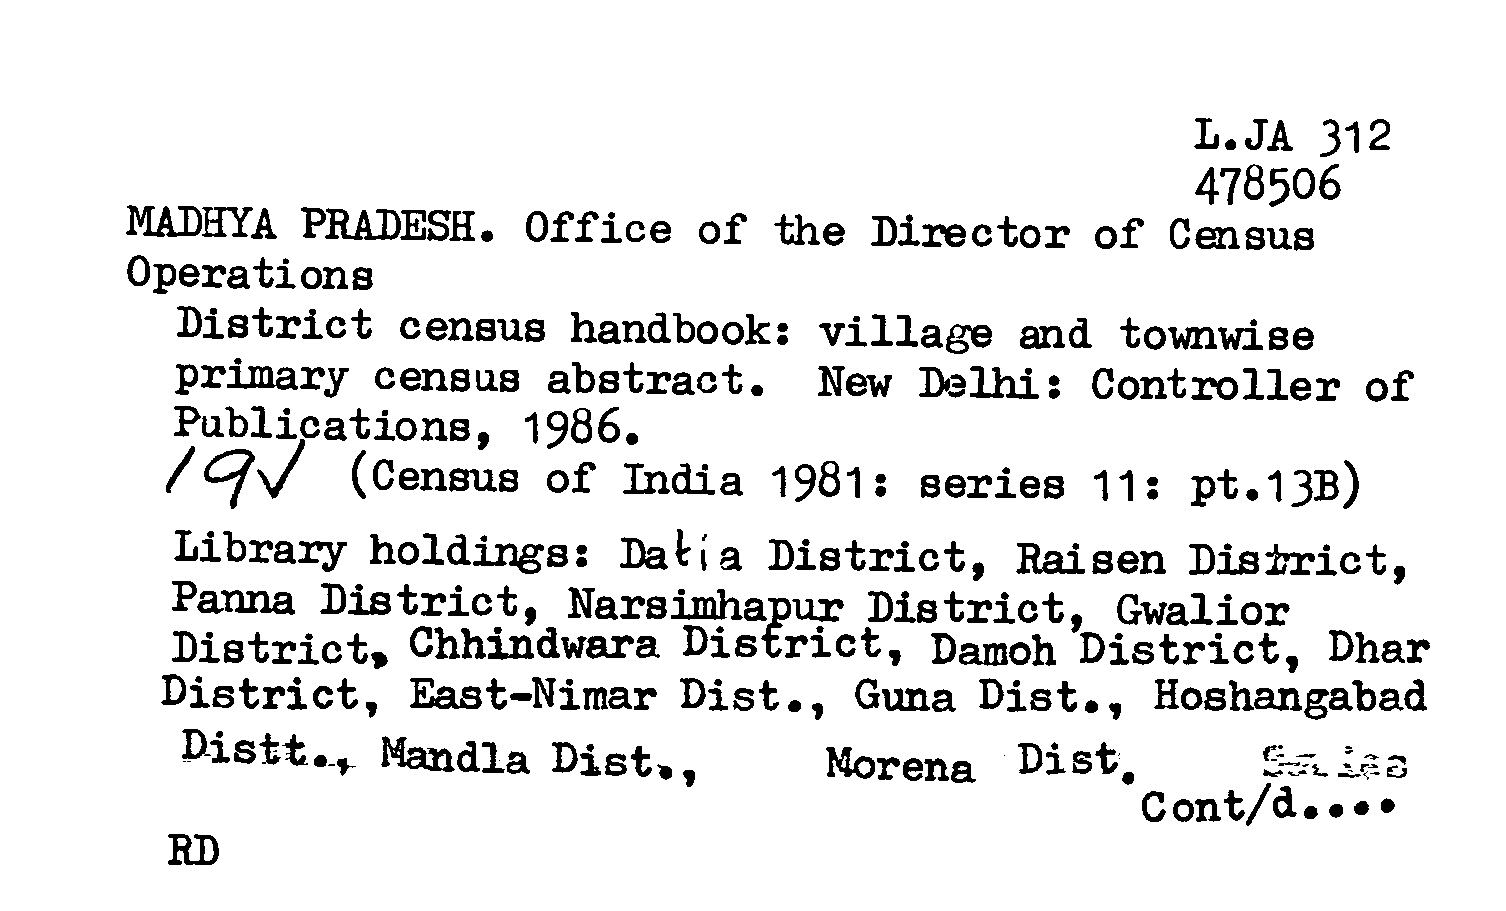 L.JA 312
478506
MADHYA PRADESH. Office of the Director of Census
Operations
District census handbook: village and townwise
primary census abstract. New Delhi: Controller of
Publications, 1986.
19v (Census of India 1981: series 11: pt.13B)
Library holdings: Datia District, Raisen District,
Panna District, Narsimhapur District, Gwalior
District, Chhindwara District, Damoh District, Dhar
District, East-Nimar Dist., Guna Dist., Hoshangabad
Distt., Mandla Dist., Morena Dist.
Cont/d....
RD